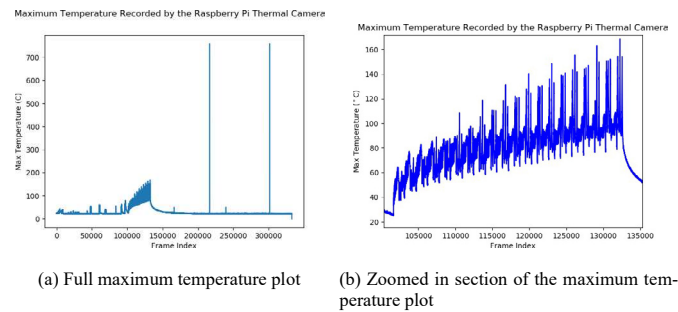 Maximum Temperature Recorded by the Raspberry Pi Thermal Camera
Max Temperature (C)
700
600
500
400
300
200
100
0
0 50000 100000 150000 200000 250000 300000
Frame Index
(a) Full maximum temperature plot
Maximum Temperature Recorded by the Raspberry Pi Thermal Camera
Max Temperature (°C)
160
140
120
100
80
60
40
20
105000 110000 115000 120000 125000 130000 135000
Frame Index
(b) Zoomed in section of the maximum tem-
perature plot